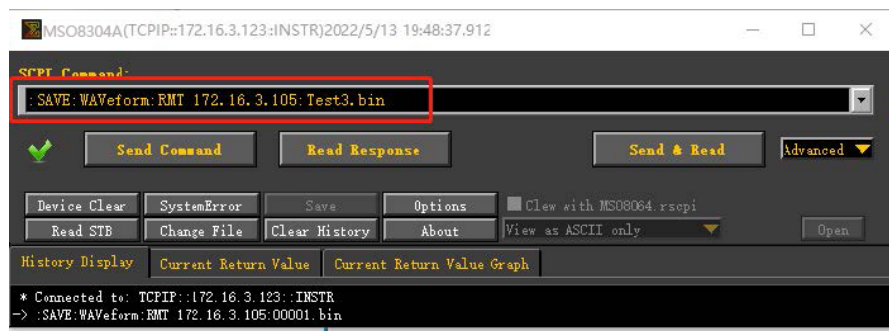 MSO8304A(TCPIP::172.16.3.123::INSTR)2022/5/13 19:48:37.912
SCPI Command:
:SAVE:WAVeform:RMT 172.16.3.105:Test3.bin
Send Command Read Response Send & Read Advanced
Device Clear SystemError Save Options Clew with MSO8064.rscpi
Read STB Change File Clear History About View as ASCII only Open
History Display Current Return Value Current Return Value Graph
* Connected to: TCPIP::172.16.3.123::INSTR
-> :SAVE:WAVeform:RMT 172.16.3.105:00001.bin